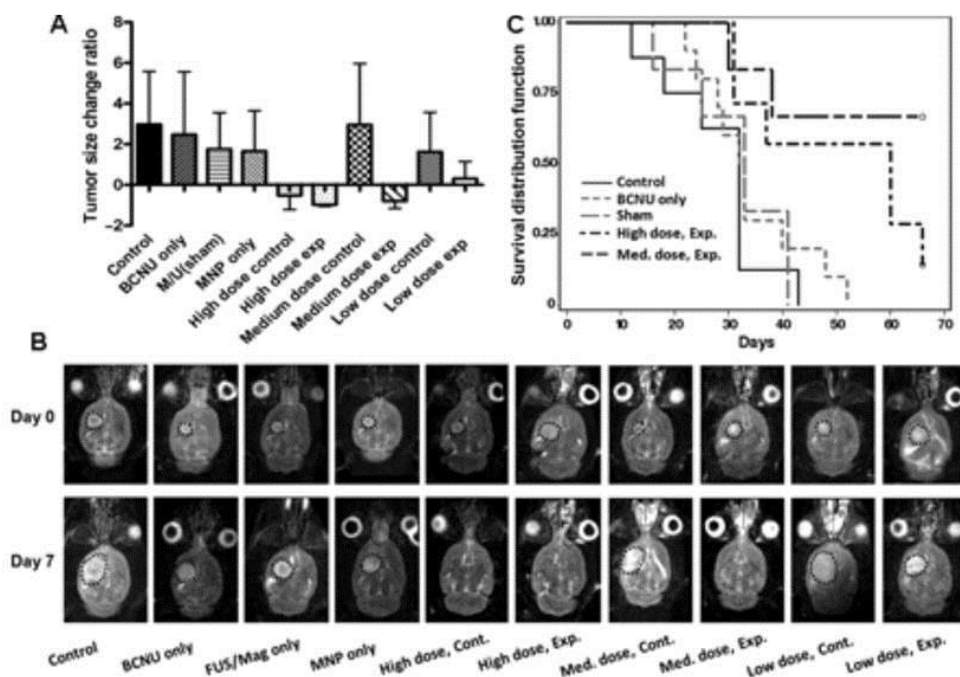 A
Tumor size change ratio
8
6
4
2
0
−2
Control
BCNU only
M/U(sham)
MNP only
High dose control
High dose exp
Medium dose control
Medium dose exp
Low dose control
Low dose exp
C
Survival distribution function
1.00
0.75
0.50
0.25
0
Control
BCNU only
Sham
High dose, Exp.
Med. dose, Exp.
0 10 20 30 40 50 60 70
Days
B
Day 0
Day 7
Control
BCNU only
FUS/Mag only
MNP only
High dose, Cont.
High dose, Exp.
Med. dose, Cont.
Med. dose, Exp.
Low dose, Cont.
Low dose, Exp.